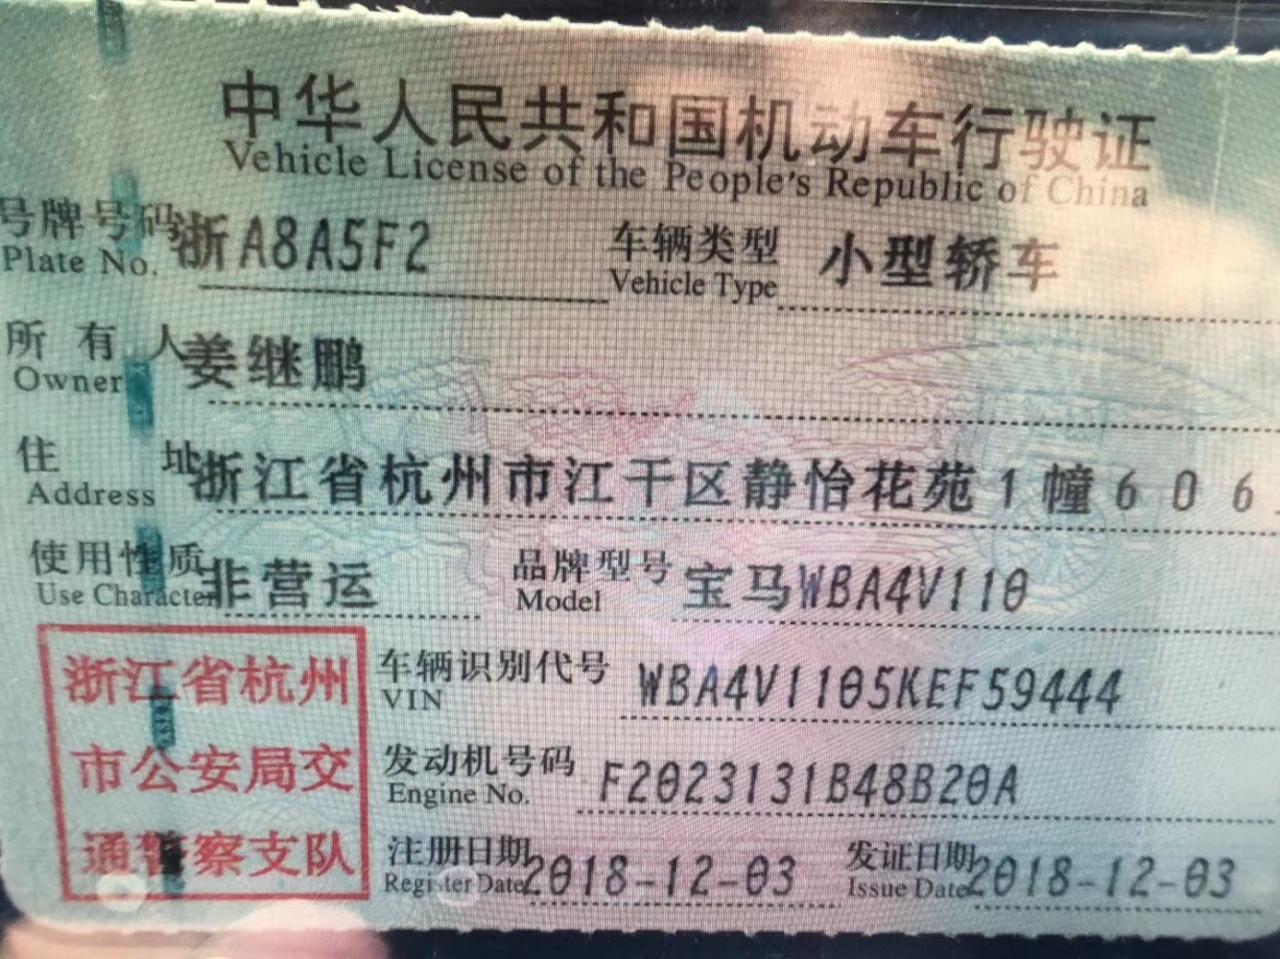 中华人民共和国机动车行驶证
Vehicle License of the People's Republic of China
号牌号码 浙A8A5F2 车辆类型 小型轿车
Plate No. Vehicle Type
所有人 姜继鹏
Owner
住址 浙江省杭州市江干区静怡花苑1幢606
Address
使用性质 非营运 品牌型号 宝马WBA4V110
Use Character Model
浙江省杭州 车辆识别代号 WBA4V1105KEF59444
VIN
市公安局交 发动机号码 F2023131B48B20A
Engine No.
通警察支队 注册日期 2018-12-03 发证日期 2018-12-03
Register Date Issue Date